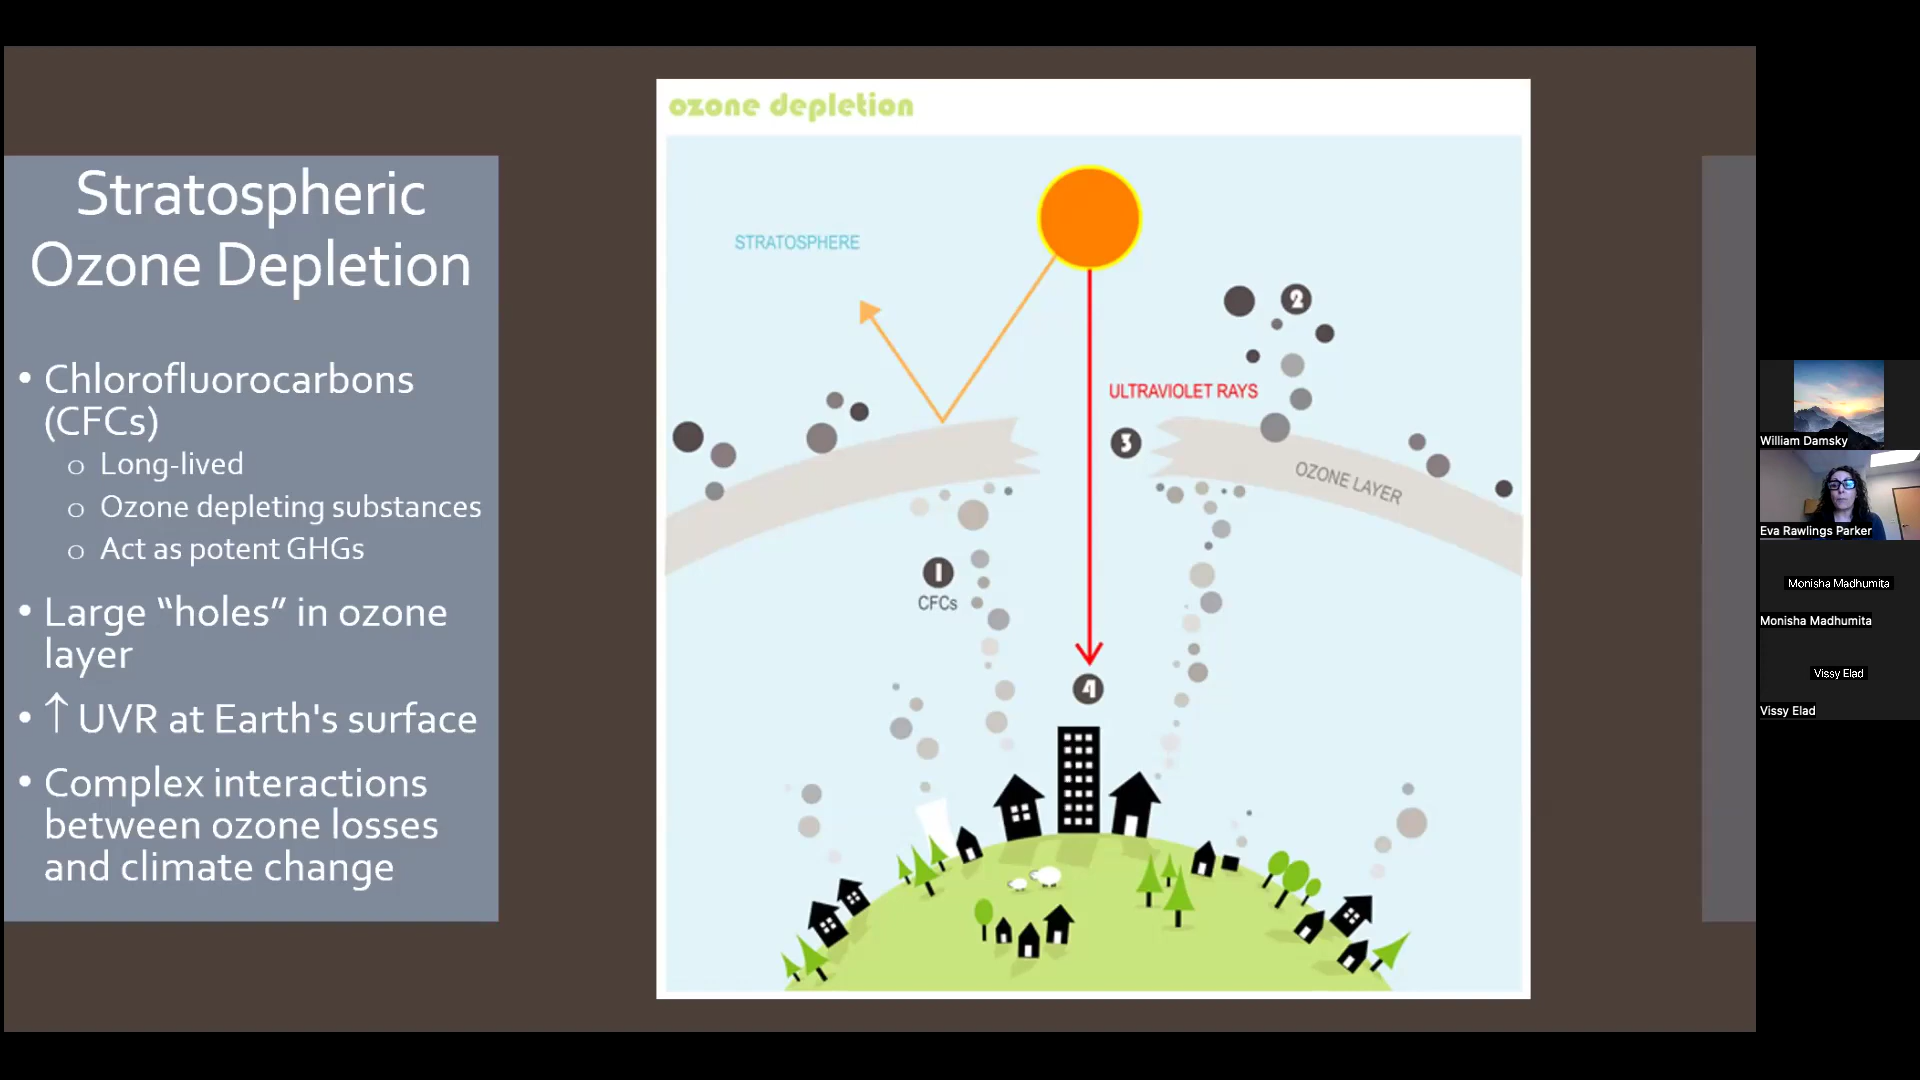 Stratospheric
Ozone Depletion
• Chlorofluorocarbons
(CFCs)
o Long-lived
o Ozone depleting substances
o Act as potent GHGs
• Large “holes” in ozone
layer
• ↑ UVR at Earth's surface
• Complex interactions
between ozone losses
and climate change
ozone depletion
STRATOSPHERE
2
ULTRAVIOLET RAYS
3
OZONE LAYER
1
CFCs
4
William Damsky
Eva Rawlings Parker
Monisha Madhumita
Monisha Madhumita
Vissy Elad
Vissy Elad